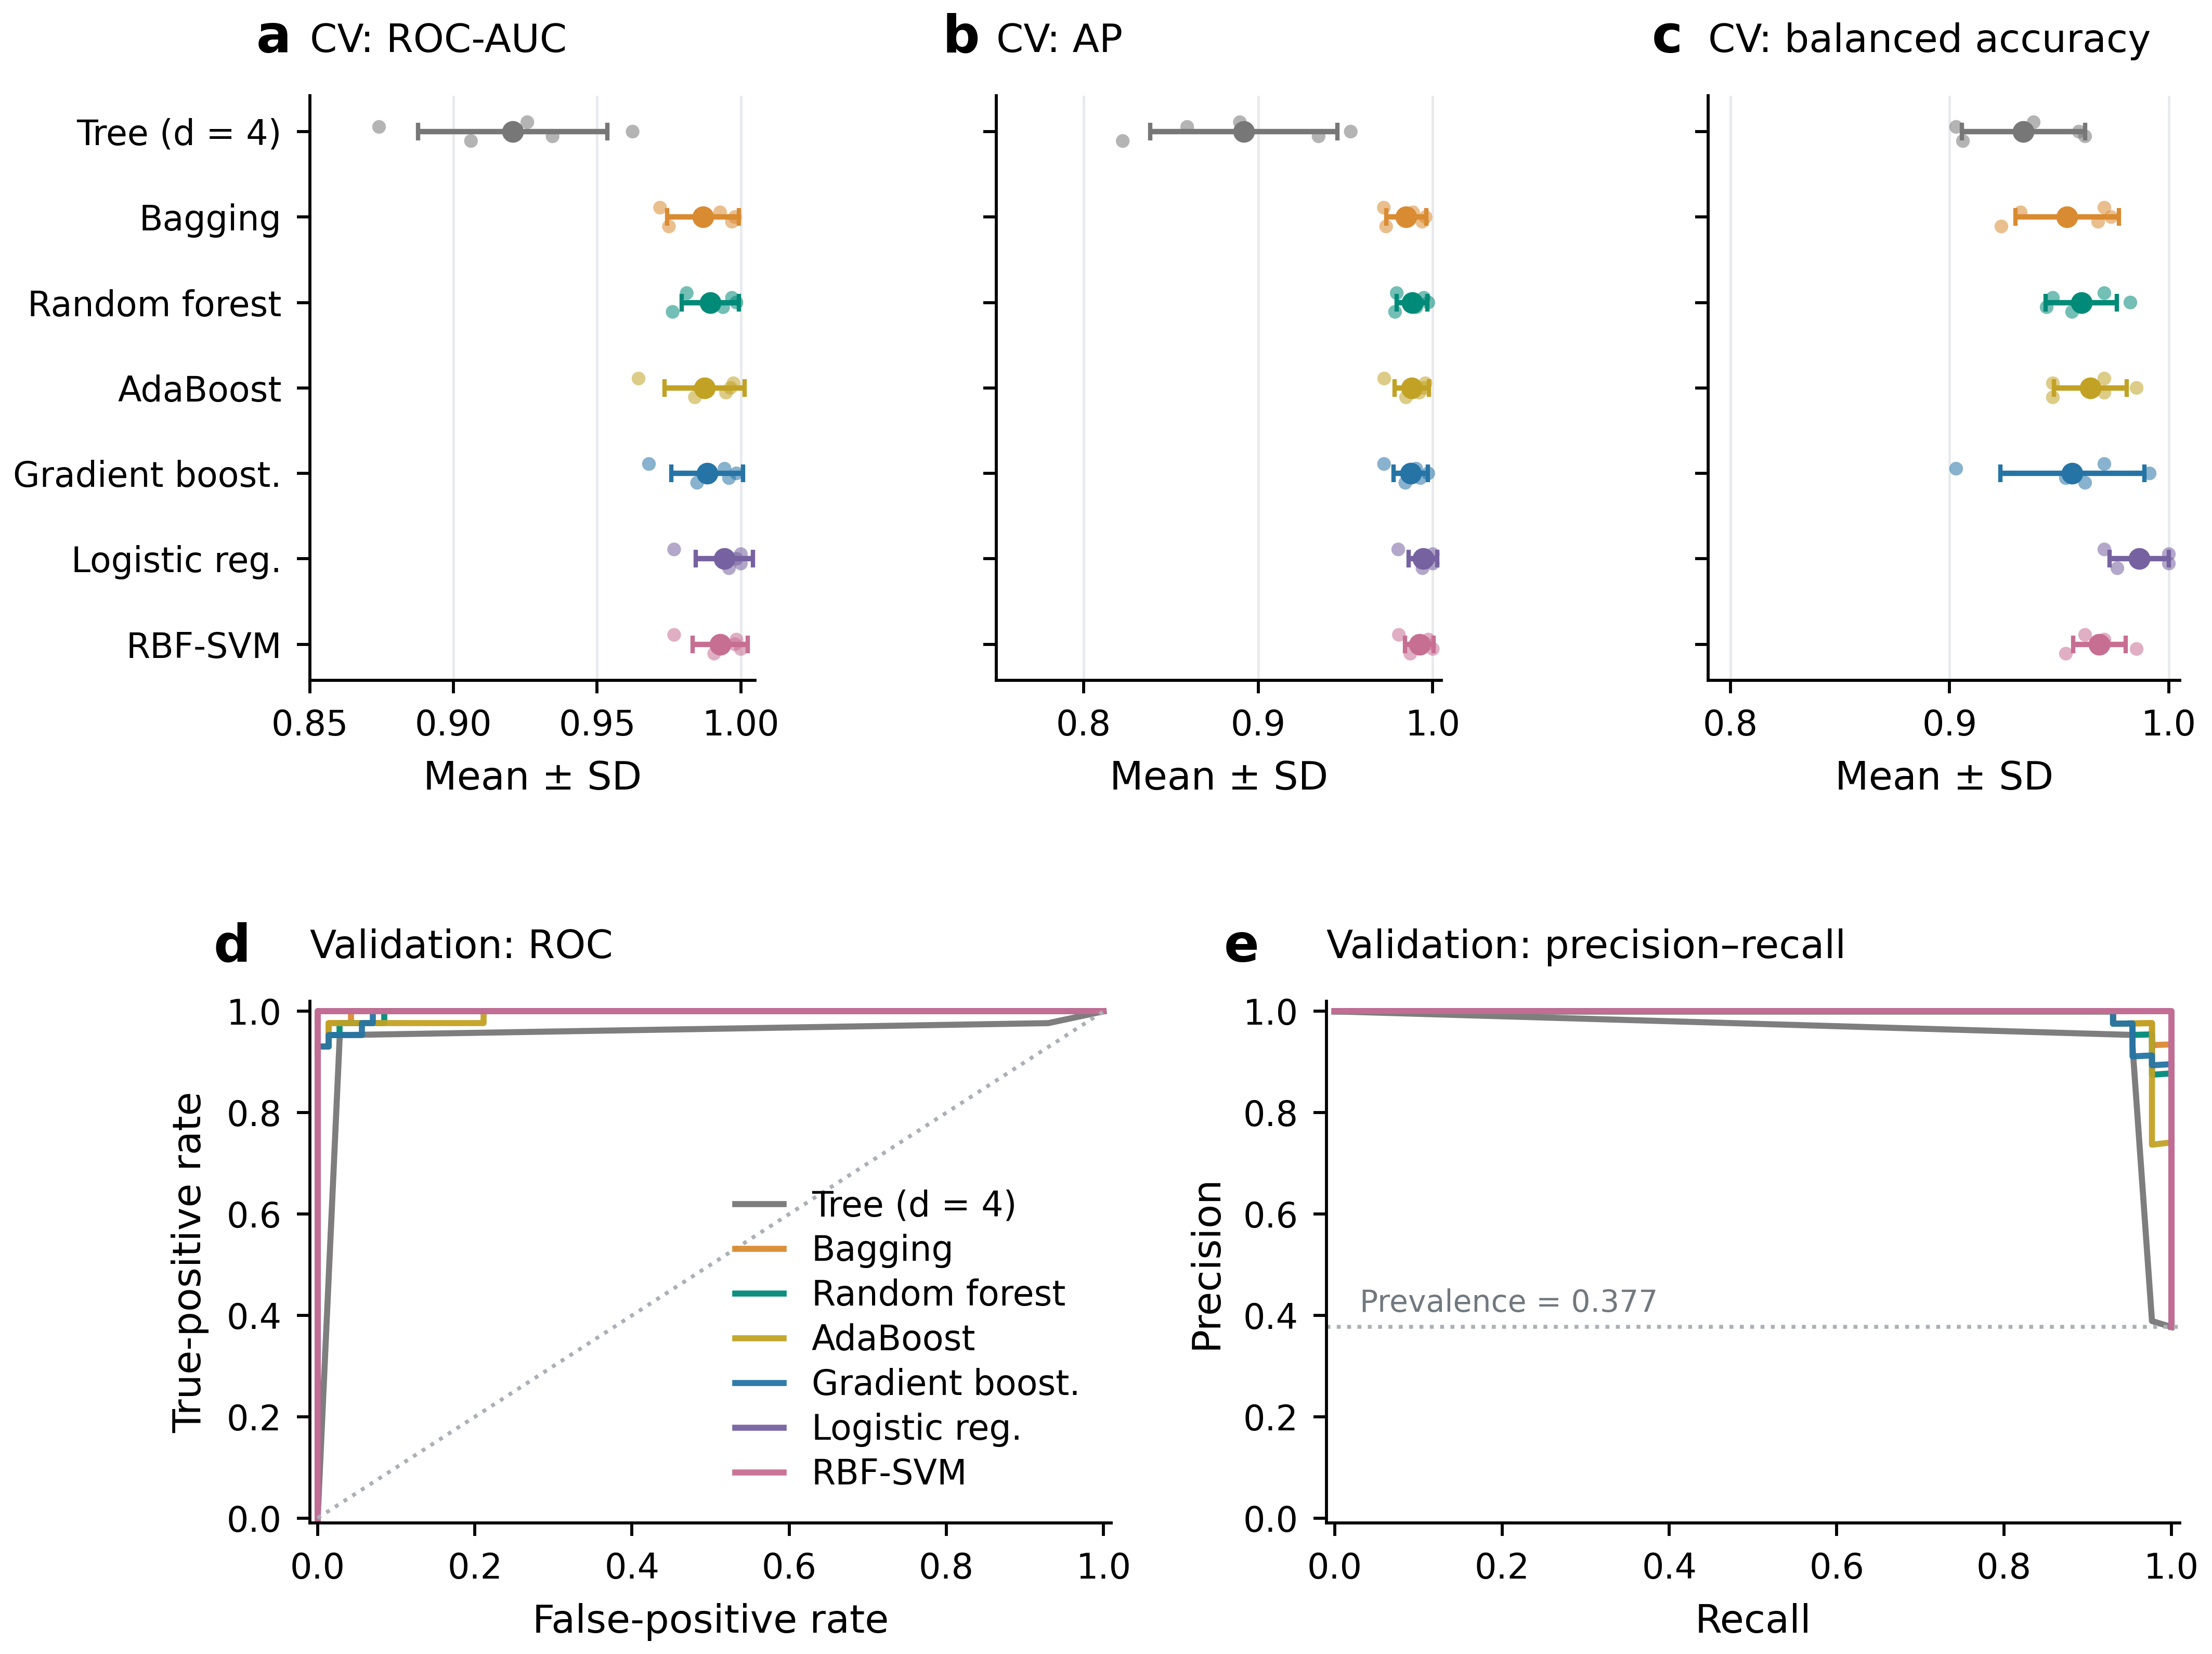 a CV: ROC-AUC
Tree (d = 4)
Bagging
Random forest
AdaBoost
Gradient boost.
Logistic reg.
RBF-SVM
0.85 0.90 0.95 1.00
Mean ± SD
b CV: AP
0.8 0.9 1.0
Mean ± SD
c CV: balanced accuracy
0.8 0.9 1.0
Mean ± SD
d Validation: ROC
True-positive rate
1.0
0.8
0.6
0.4
0.2
0.0
Tree (d = 4)
Bagging
Random forest
AdaBoost
Gradient boost.
Logistic reg.
RBF-SVM
0.0 0.2 0.4 0.6 0.8 1.0
False-positive rate
e Validation: precision–recall
Precision
1.0
0.8
0.6
0.4
0.2
0.0
Prevalence = 0.377
0.0 0.2 0.4 0.6 0.8 1.0
Recall